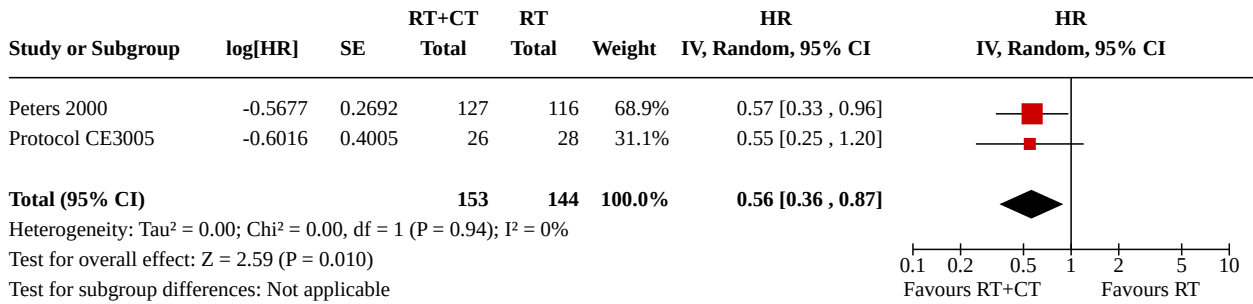 RT+CT RT HR HR
Study or Subgroup log[HR] SE Total Total Weight IV, Random, 95% CI IV, Random, 95% CI
Peters 2000 -0.5677 0.2692 127 116 68.9% 0.57 [0.33 , 0.96]
Protocol CE3005 -0.6016 0.4005 26 28 31.1% 0.55 [0.25 , 1.20]
Total (95% CI) 153 144 100.0% 0.56 [0.36 , 0.87]
Heterogeneity: Tau² = 0.00; Chi² = 0.00, df = 1 (P = 0.94); I² = 0%
Test for overall effect: Z = 2.59 (P = 0.010)
0.1 0.2 0.5 1 2 5 10
Test for subgroup differences: Not applicable
Favours RT+CT Favours RT